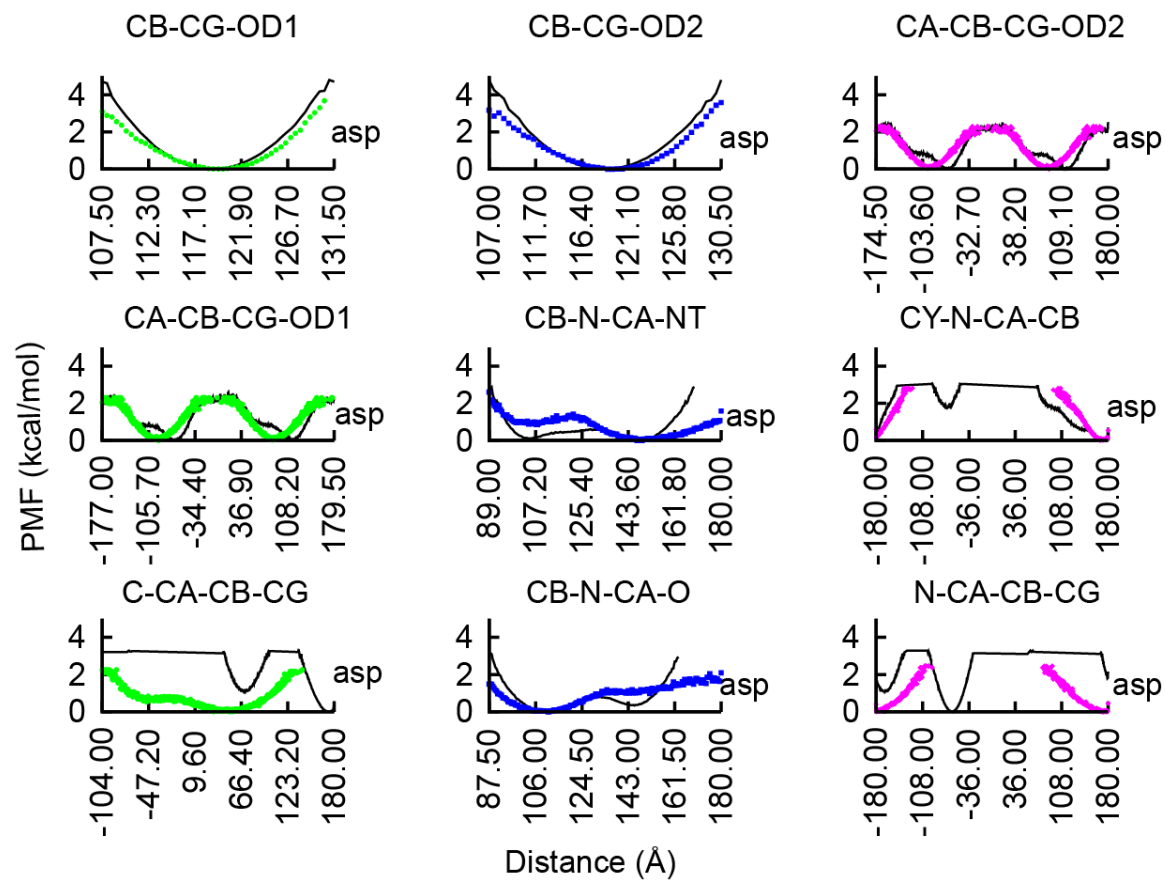 CB-CG-OD1 CB-CG-OD2 CA-CB-CG-OD2
4 2 0 asp 4 2 0 asp 4 2 0 asp
107.50 112.30 117.10 121.90 126.70 131.50 107.00 111.70 116.40 121.10 125.80 130.50 -174.50 -103.60 -32.70 38.20 109.10 180.00
CA-CB-CG-OD1 CB-N-CA-NT CY-N-CA-CB
4 2 0 asp 4 2 0 asp 4 2 0 asp
-177.00 -105.70 -34.40 36.90 108.20 179.50 89.00 107.20 125.40 143.60 161.80 180.00 -180.00 -108.00 -36.00 36.00 108.00 180.00
PMF (kcal/mol)
C-CA-CB-CG CB-N-CA-O N-CA-CB-CG
4 2 0 asp 4 2 0 asp 4 2 0 asp
-104.00 -47.20 9.60 66.40 123.20 180.00 87.50 106.00 124.50 143.00 161.50 180.00 -180.00 -108.00 -36.00 36.00 108.00 180.00
Distance (Å)